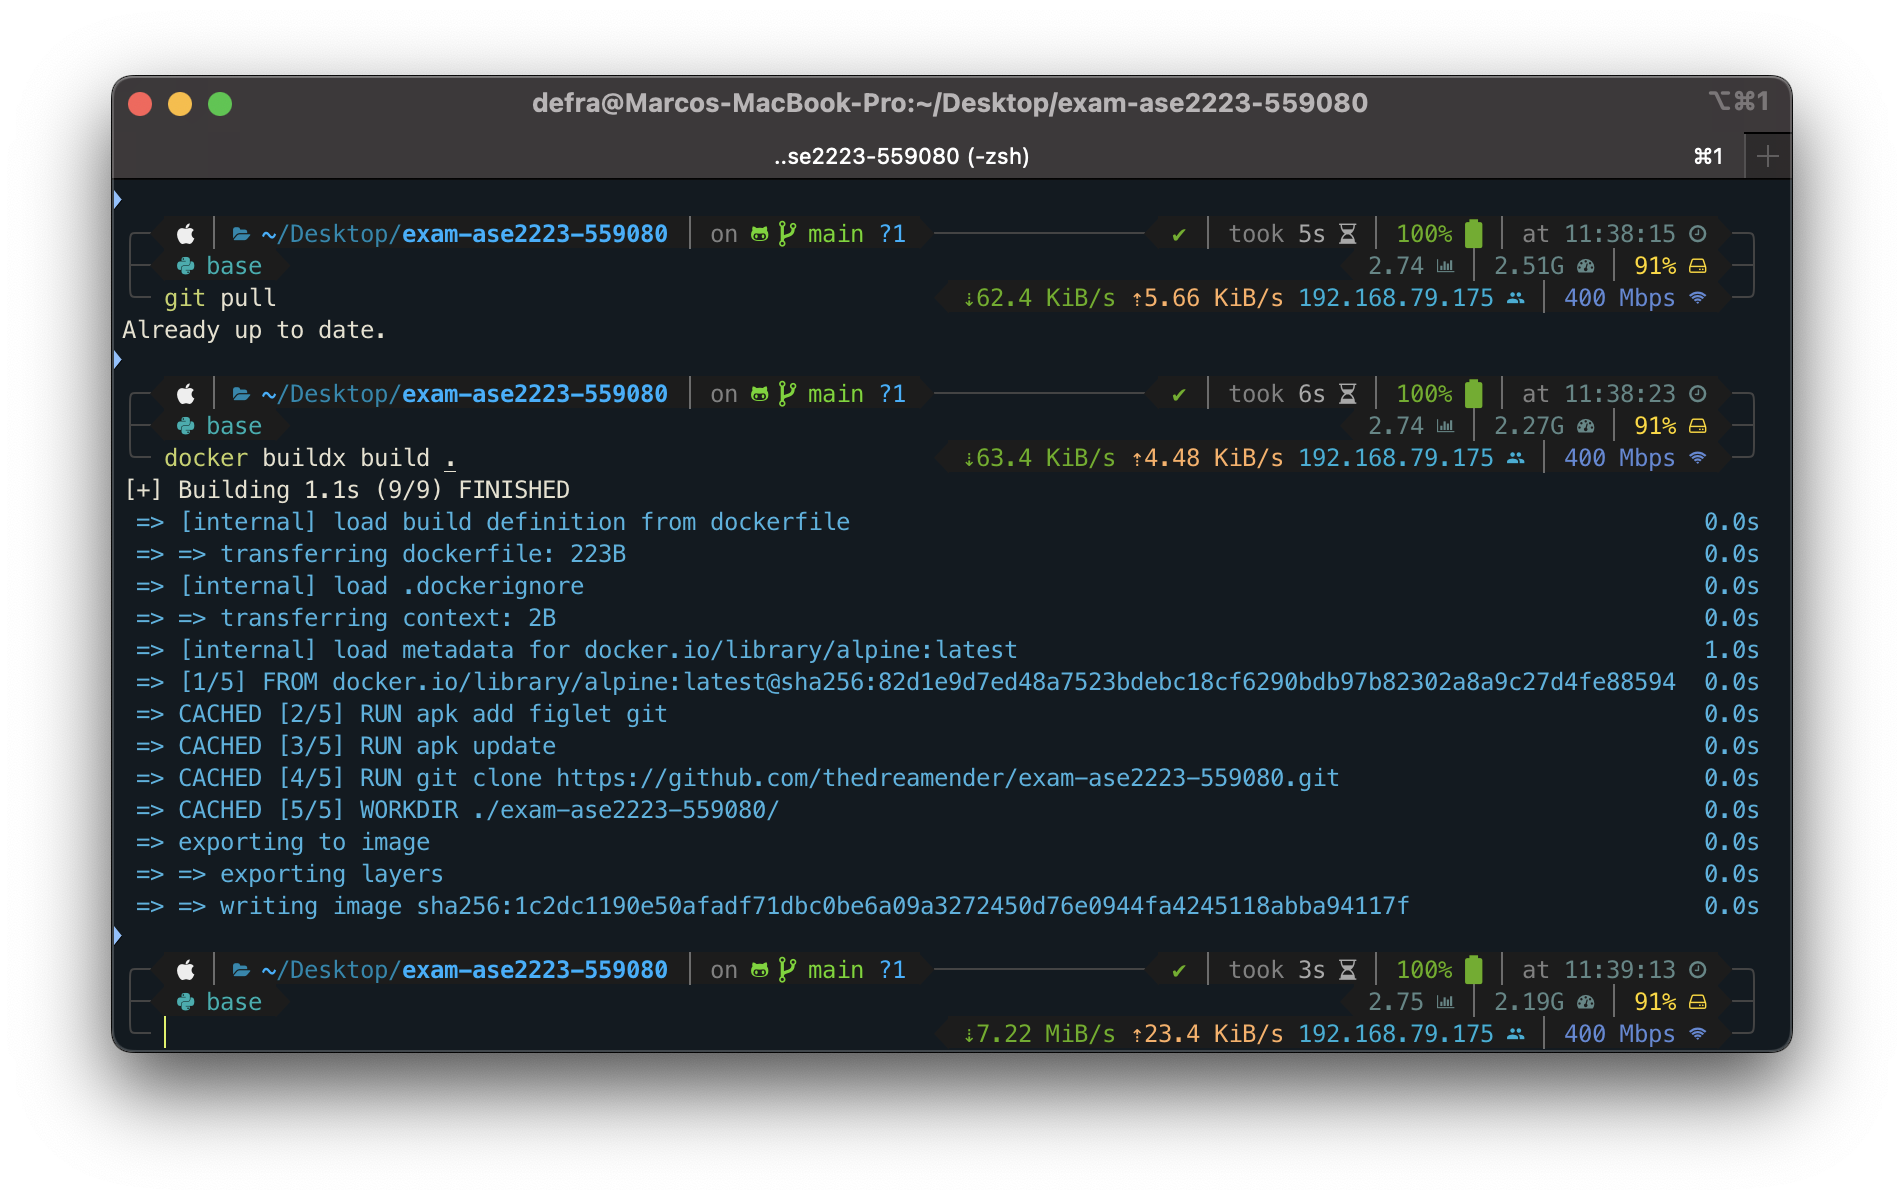 defra@Marcos-MacBook-Pro:~/Desktop/exam-ase2223-559080 ⌥⌘1
..se2223-559080 (-zsh) ⌘1
~/Desktop/exam-ase2223-559080 on main ?1 ✔ took 5s 100% at 11:38:15
base 2.74 2.51G 91%
git pull ⇣62.4 KiB/s ⇡5.66 KiB/s 192.168.79.175 400 Mbps
Already up to date.
~/Desktop/exam-ase2223-559080 on main ?1 ✔ took 6s 100% at 11:38:23
base 2.74 2.27G 91%
docker buildx build . ⇣63.4 KiB/s ⇡4.48 KiB/s 192.168.79.175 400 Mbps
[+] Building 1.1s (9/9) FINISHED
=> [internal] load build definition from dockerfile 0.0s
=> => transferring dockerfile: 223B 0.0s
=> [internal] load .dockerignore 0.0s
=> => transferring context: 2B 0.0s
=> [internal] load metadata for docker.io/library/alpine:latest 1.0s
=> [1/5] FROM docker.io/library/alpine:latest@sha256:82d1e9d7ed48a7523bdebc18cf6290bdb97b82302a8a9c27d4fe88594 0.0s
=> CACHED [2/5] RUN apk add figlet git 0.0s
=> CACHED [3/5] RUN apk update 0.0s
=> CACHED [4/5] RUN git clone https://github.com/thedreamender/exam-ase2223-559080.git 0.0s
=> CACHED [5/5] WORKDIR ./exam-ase2223-559080/ 0.0s
=> exporting to image 0.0s
=> => exporting layers 0.0s
=> => writing image sha256:1c2dc1190e50afadf71dbc0be6a09a3272450d76e0944fa4245118abba94117f 0.0s
~/Desktop/exam-ase2223-559080 on main ?1 ✔ took 3s 100% at 11:39:13
base 2.75 2.19G 91%
⇣7.22 MiB/s ⇡23.4 KiB/s 192.168.79.175 400 Mbps